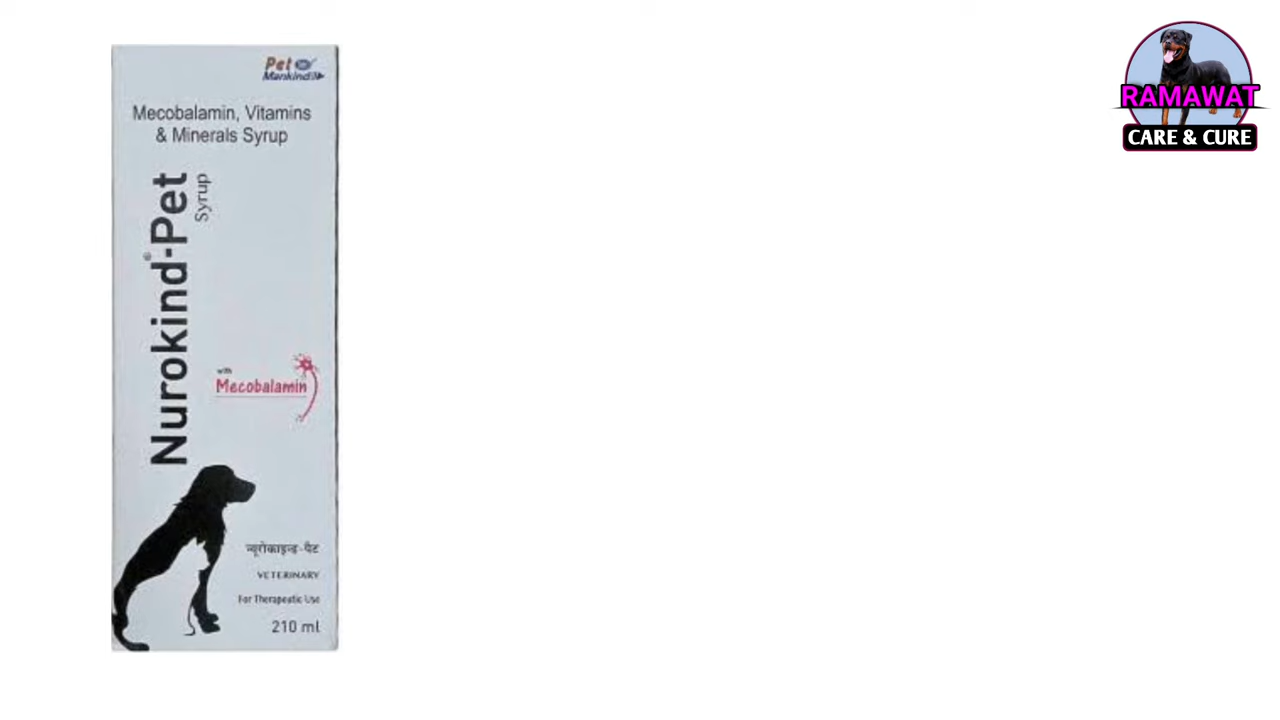 Pet
Mankind
Mecobalamin, Vitamins
& Minerals Syrup
Nurokind®-Pet
Syrup
with
Mecobalamin
न्यूरोकाइन्ड-पैट
VETERINARY
For Therapeutic Use
210 ml
RAMAWAT
CARE & CURE